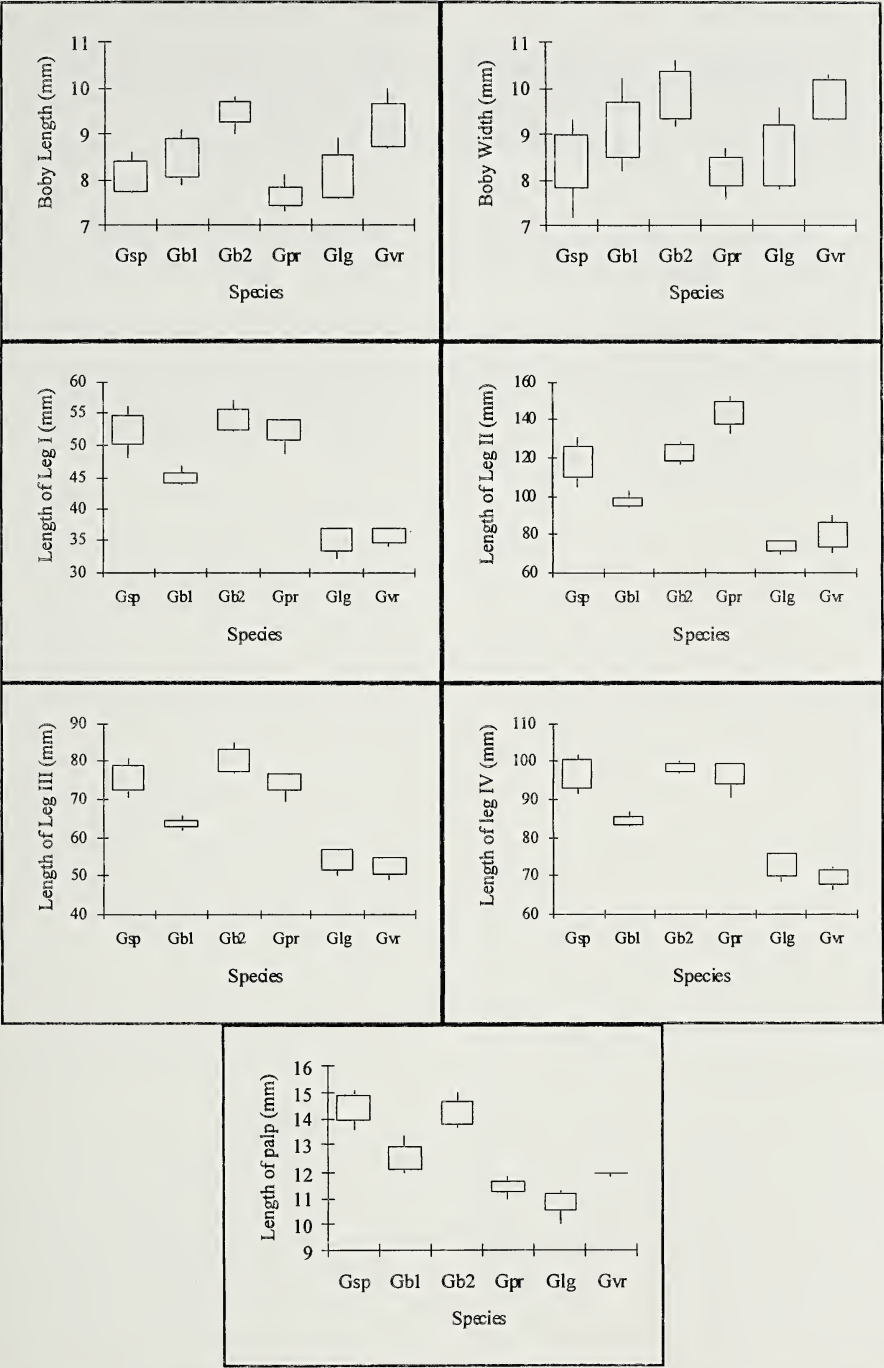 Boby Length (mm)
11
10
9
8
7
Gsp Gb1 Gb2 Gpr Glg Gvr
Species
Boby Width (mm)
11
10
9
8
7
Gsp Gb1 Gb2 Gpr Glg Gvr
Species
Length of Leg I (mm)
60
55
50
45
40
35
30
Gsp Gb1 Gb2 Gpr Glg Gvr
Species
Length of Leg II (mm)
160
140
120
100
80
60
Gsp Gb1 Gb2 Gpr Glg Gvr
Species
Length of Leg III (mm)
90
80
70
60
50
40
Gsp Gb1 Gb2 Gpr Glg Gvr
Species
Length of leg IV (mm)
110
100
90
80
70
60
Gsp Gb1 Gb2 Gpr Glg Gvr
Species
Length of palp (mm)
16
15
14
13
12
11
10
9
Gsp Gb1 Gb2 Gpr Glg Gvr
Species